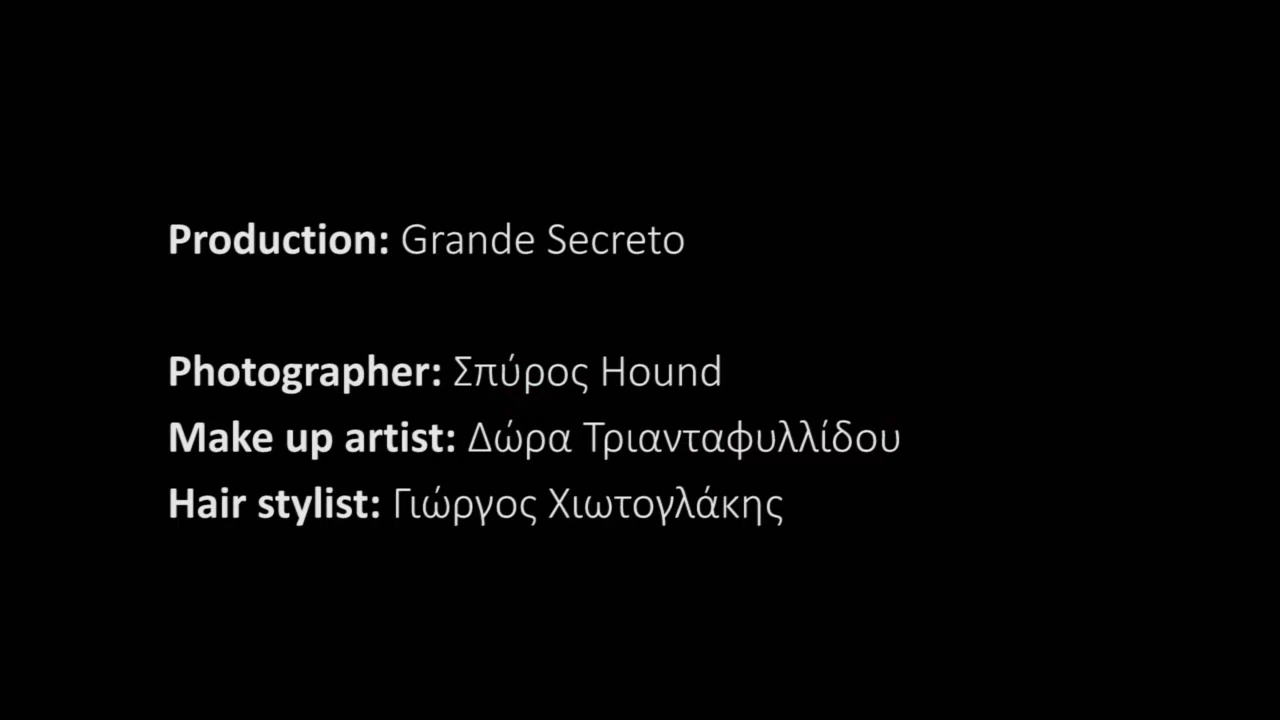 Production: Grande Secreto
Photographer: Σπύρος Hound
Make up artist: Δώρα Τριανταφυλλίδου
Hair stylist: Γιώργος Χιωτογλάκης